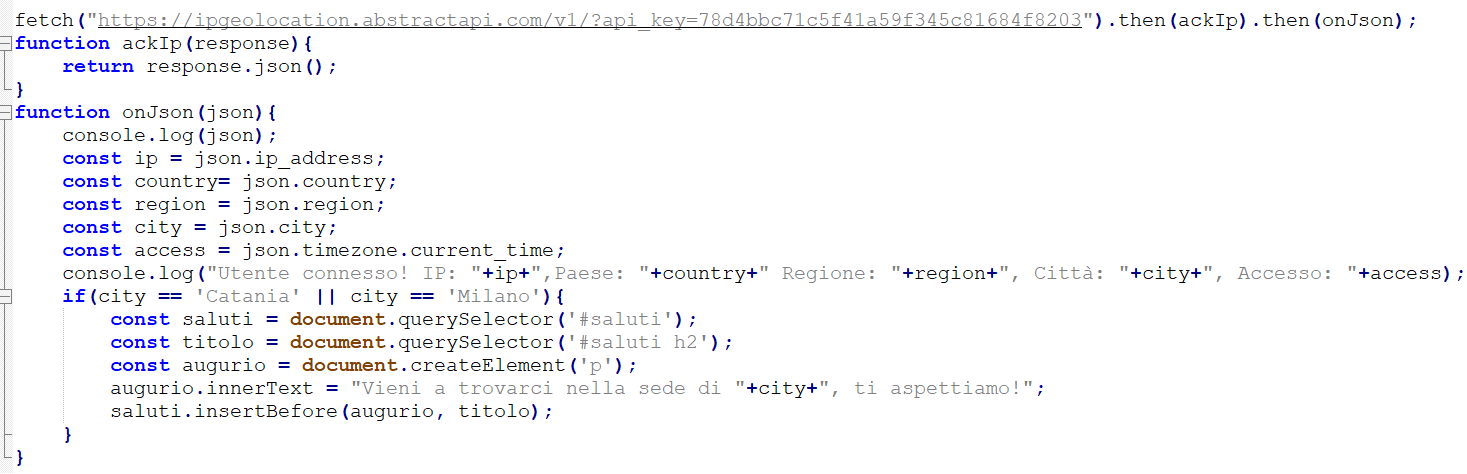 fetch("https://ipgeolocation.abstractapi.com/v1/?api_key=78d4bbc71c5f41a59f345c81684f8203").then(ackIp).then(onJson);
function ackIp(response){
    return response.json();
}
function onJson(json){
    console.log(json);
    const ip = json.ip_address;
    const country= json.country;
    const region = json.region;
    const city = json.city;
    const access = json.timezone.current_time;
    console.log("Utente connesso! IP: "+ip+",Paese: "+country+" Regione: "+region+", Città: "+city+", Accesso: "+access);
    if(city == 'Catania' || city == 'Milano'){
        const saluti = document.querySelector('#saluti');
        const titolo = document.querySelector('#saluti h2');
        const augurio = document.createElement('p');
        augurio.innerText = "Vieni a trovarci nella sede di "+city+", ti aspettiamo!";
        saluti.insertBefore(augurio, titolo);
    }
}